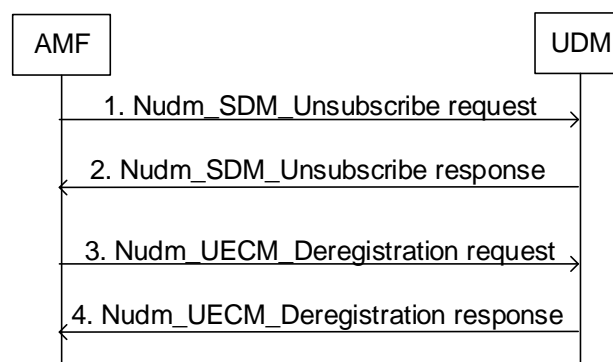 AMF
UDM
1. Nudm_SDM_Unsubscribe request
2. Nudm_SDM_Unsubscribe response
3. Nudm_UECM_Deregistration request
4. Nudm_UECM_Deregistration response